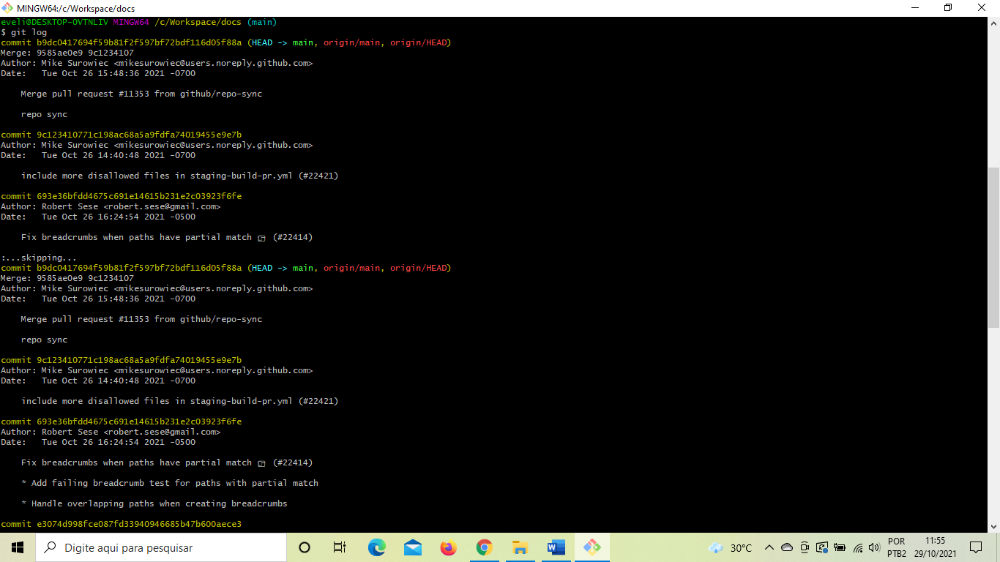 MINGW64:/c/Workspace/docs
eveli@DESKTOP-OVTNLIV MINGW64 /c/Workspace/docs (main)
$ git log
commit b9dc0417694f59b81f2f597bf72bdf116d05f88a (HEAD -> main, origin/main, origin/HEAD)
Merge: 9585ae0e9 9c1234107
Author: Mike Surowiec <mikesurowiec@users.noreply.github.com>
Date:   Tue Oct 26 15:48:36 2021 -0700
Merge pull request #11353 from github/repo-sync
repo sync
commit 9c123410771c198ac68a5a9fdfa74019455e9e7b
Author: Mike Surowiec <mikesurowiec@users.noreply.github.com>
Date:   Tue Oct 26 14:40:48 2021 -0700
include more disallowed files in staging-build-pr.yml (#22421)
commit 693e36bfdd4675c691e14615b231e2c03923f6fe
Author: Robert Sese <robert.sese@gmail.com>
Date:   Tue Oct 26 16:24:54 2021 -0500
Fix breadcrumbs when paths have partial match (#22414)
:...skipping...
commit b9dc0417694f59b81f2f597bf72bdf116d05f88a (HEAD -> main, origin/main, origin/HEAD)
Merge: 9585ae0e9 9c1234107
Author: Mike Surowiec <mikesurowiec@users.noreply.github.com>
Date:   Tue Oct 26 15:48:36 2021 -0700
Merge pull request #11353 from github/repo-sync
repo sync
commit 9c123410771c198ac68a5a9fdfa74019455e9e7b
Author: Mike Surowiec <mikesurowiec@users.noreply.github.com>
Date:   Tue Oct 26 14:40:48 2021 -0700
include more disallowed files in staging-build-pr.yml (#22421)
commit 693e36bfdd4675c691e14615b231e2c03923f6fe
Author: Robert Sese <robert.sese@gmail.com>
Date:   Tue Oct 26 16:24:54 2021 -0500
Fix breadcrumbs when paths have partial match (#22414)
* Add failing breadcrumb test for paths with partial match
* Handle overlapping paths when creating breadcrumbs
commit e3074d998fce087fd33940946685b47b600aece3
Digite aqui para pesquisar
30°C
POR
PTB2
11:55
29/10/2021